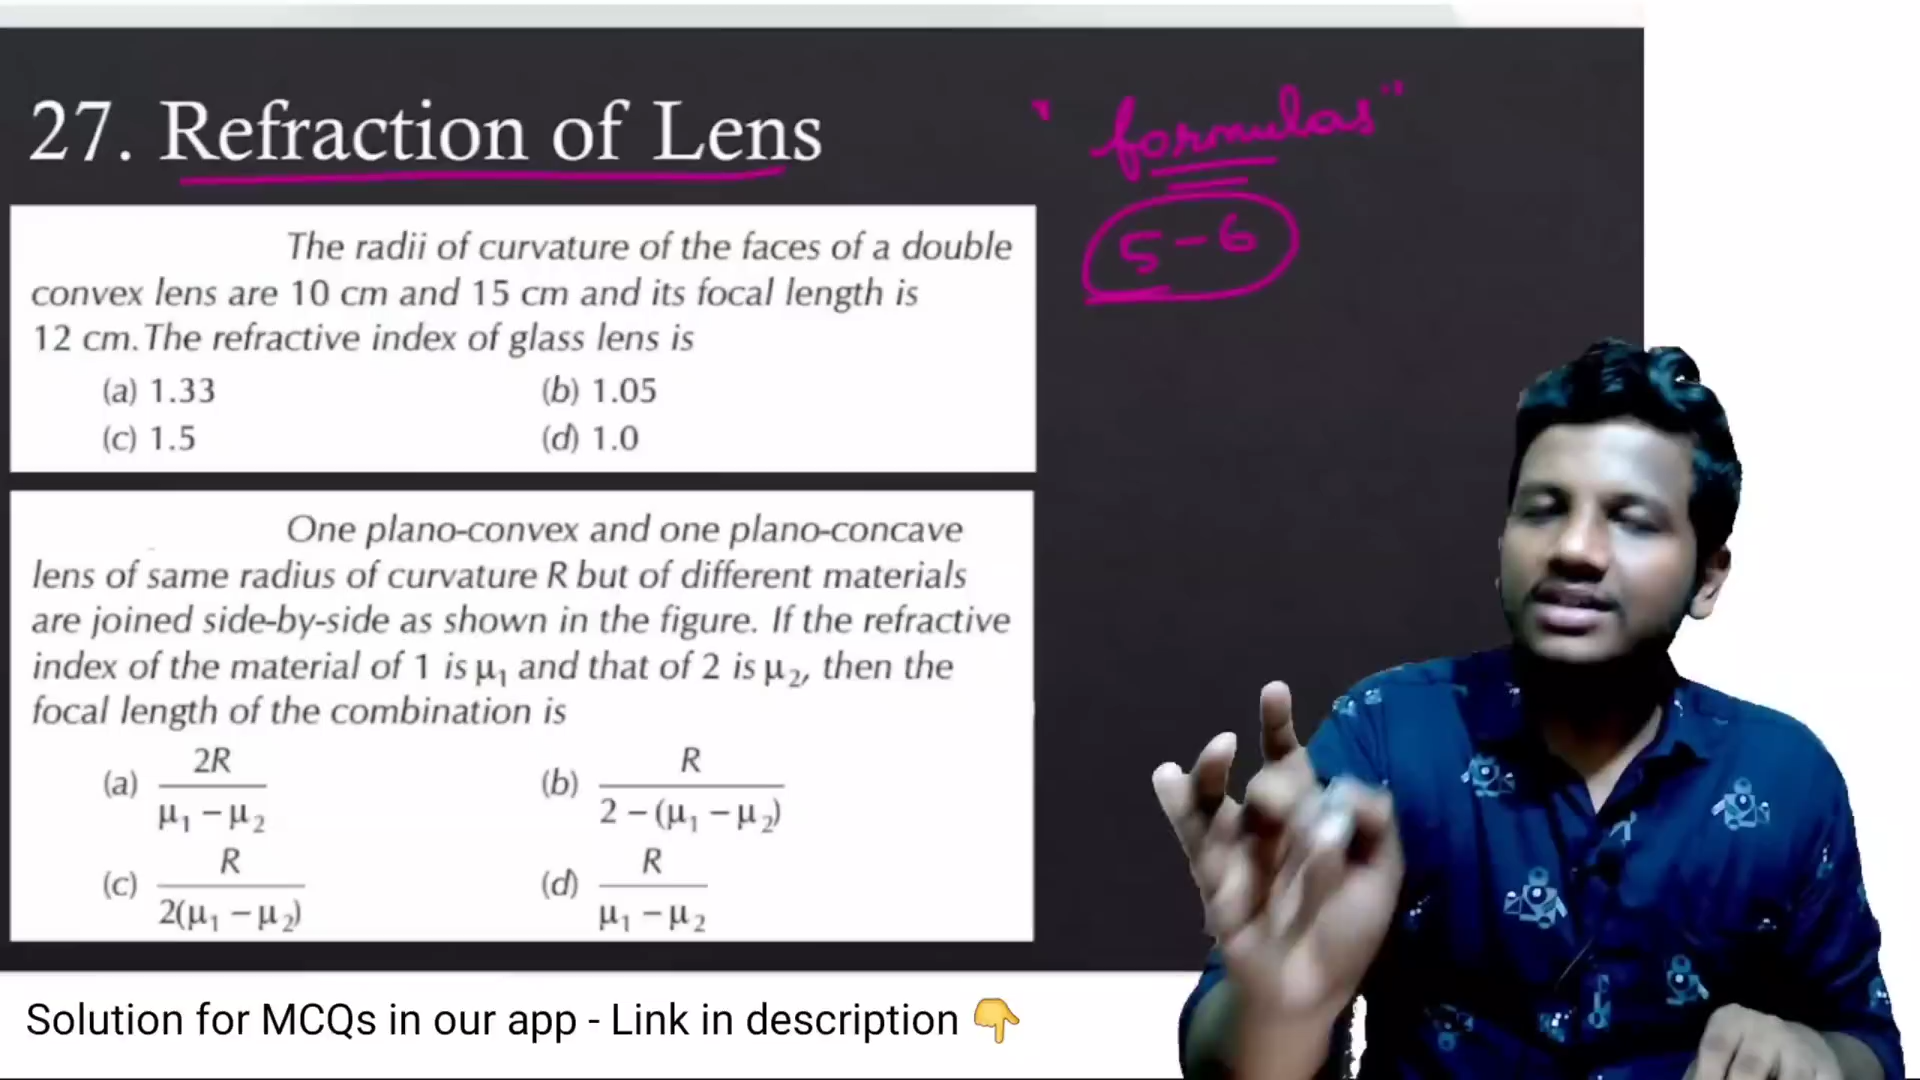 27. Refraction of Lens
"formulas"
5-6
The radii of curvature of the faces of a double
convex lens are 10 cm and 15 cm and its focal length is
12 cm. The refractive index of glass lens is
(a) 1.33 (b) 1.05
(c) 1.5 (d) 1.0
One plano-convex and one plano-concave
lens of same radius of curvature R but of different materials
are joined side-by-side as shown in the figure. If the refractive
index of the material of 1 is μ₁ and that of 2 is μ₂, then the
focal length of the combination is
(a) 2R / μ₁ – μ₂ (b) R / 2 – (μ₁ – μ₂)
(c) R / 2(μ₁ – μ₂) (d) R / μ₁ – μ₂
Solution for MCQs in our app - Link in description 👇